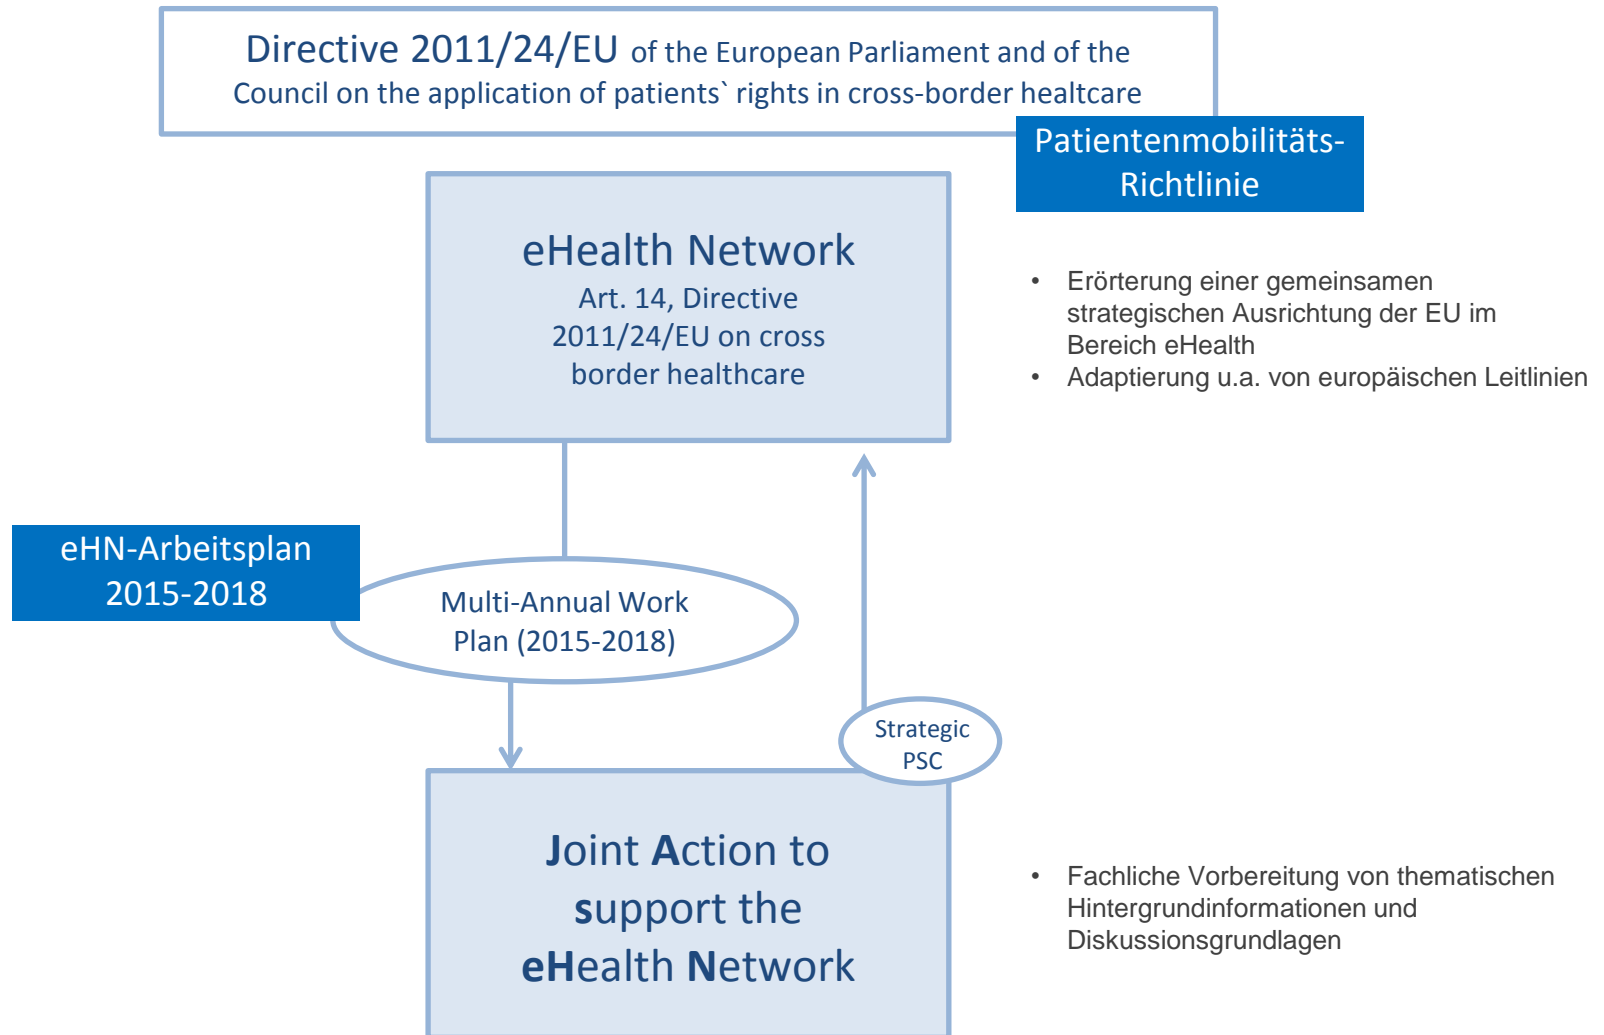 Directive 2011/24/EU of the European Parliament and of the
Council on the application of patients` rights in cross-border healtcare
Patientenmobilitäts-
Richtlinie
eHealth Network
Art. 14, Directive
2011/24/EU on cross
border healthcare
• Erörterung einer gemeinsamen
strategischen Ausrichtung der EU im
Bereich eHealth
• Adaptierung u.a. von europäischen Leitlinien
eHN-Arbeitsplan
2015-2018
Multi-Annual Work
Plan (2015-2018)
Strategic
PSC
Joint Action to
support the
eHealth Network
• Fachliche Vorbereitung von thematischen
Hintergrundinformationen und
Diskussionsgrundlagen